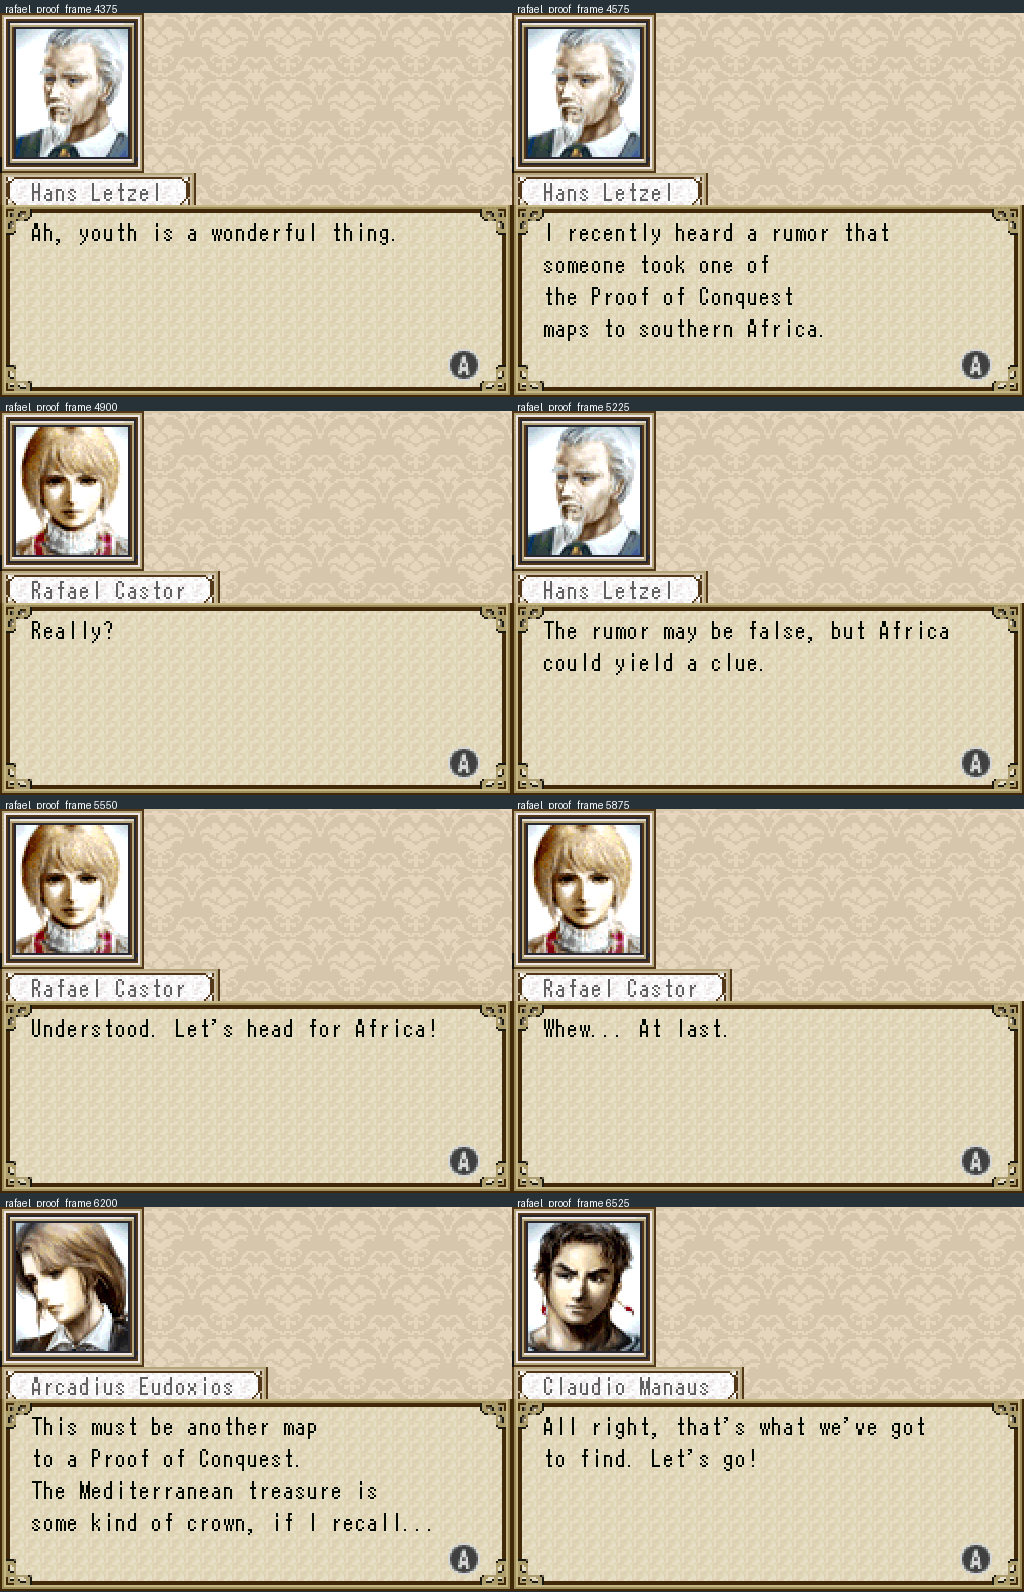 rafael_proof_frame 4375
Hans Letzel
Ah, youth is a wonderful thing.
A
rafael_proof_frame 4575
Hans Letzel
I recently heard a rumor that
someone took one of
the Proof of Conquest
maps to southern Africa.
A
rafael_proof_frame 4900
Rafael Castor
Really?
A
rafael_proof_frame 5225
Hans Letzel
The rumor may be false, but Africa
could yield a clue.
A
rafael_proof_frame 5550
Rafael Castor
Understood. Let's head for Africa!
A
rafael_proof_frame 5875
Rafael Castor
Whew... At last.
A
rafael_proof_frame 6200
Arcadius Eudoxios
This must be another map
to a Proof of Conquest.
The Mediterranean treasure is
some kind of crown, if I recall...
A
rafael_proof_frame 6525
Claudio Manaus
All right, that's what we've got
to find. Let's go!
A